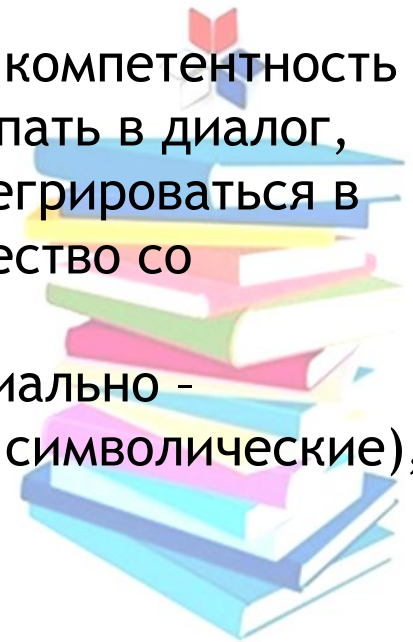 компетентность
пать в диалог,
егрироваться в
ество со
иально –
символические),